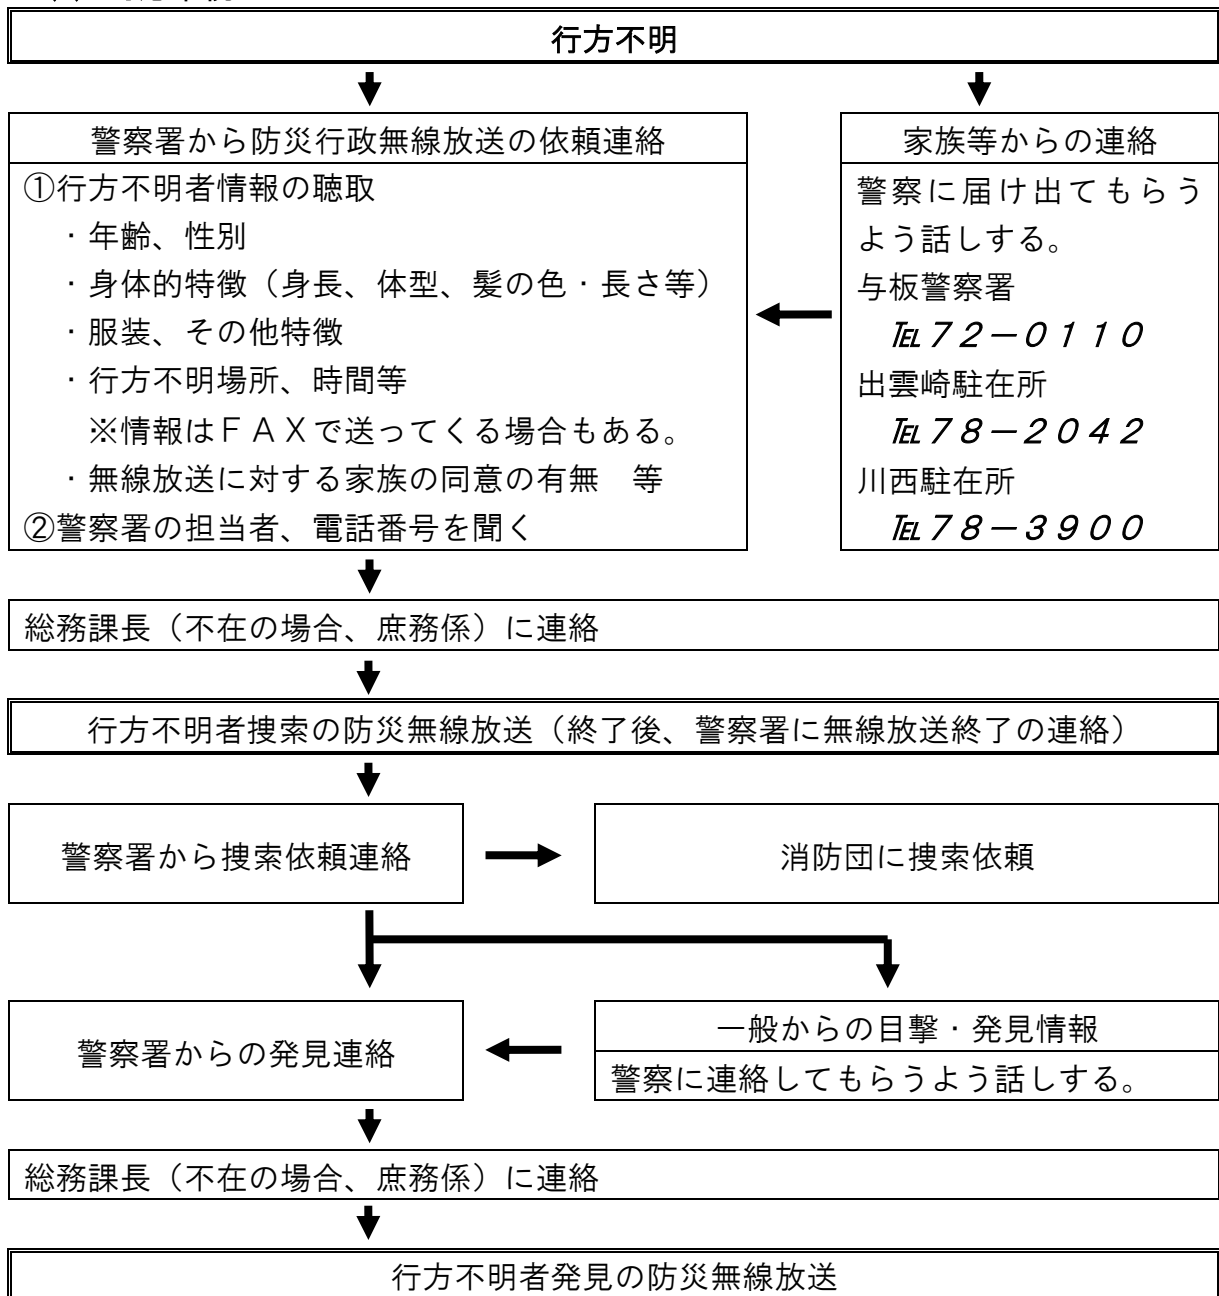 行方不明
警察署から防災行政無線放送の依頼連絡
①行方不明者情報の聴取
・年齢、性別
・身体的特徴（身長、体型、髪の色・長さ等）
・服装、その他特徴
・行方不明場所、時間等
※情報はＦＡＸで送ってくる場合もある。
・無線放送に対する家族の同意の有無　等
②警察署の担当者、電話番号を聞く
家族等からの連絡
警察に届け出てもらう
よう話しする。
与板警察署
℡７２－０１１０
出雲崎駐在所
℡７８－２０４２
川西駐在所
℡７８－３９００
総務課長（不在の場合、庶務係）に連絡
行方不明者捜索の防災無線放送（終了後、警察署に無線放送終了の連絡）
警察署から捜索依頼連絡
消防団に捜索依頼
警察署からの発見連絡
一般からの目撃・発見情報
警察に連絡してもらうよう話しする。
総務課長（不在の場合、庶務係）に連絡
行方不明者発見の防災無線放送